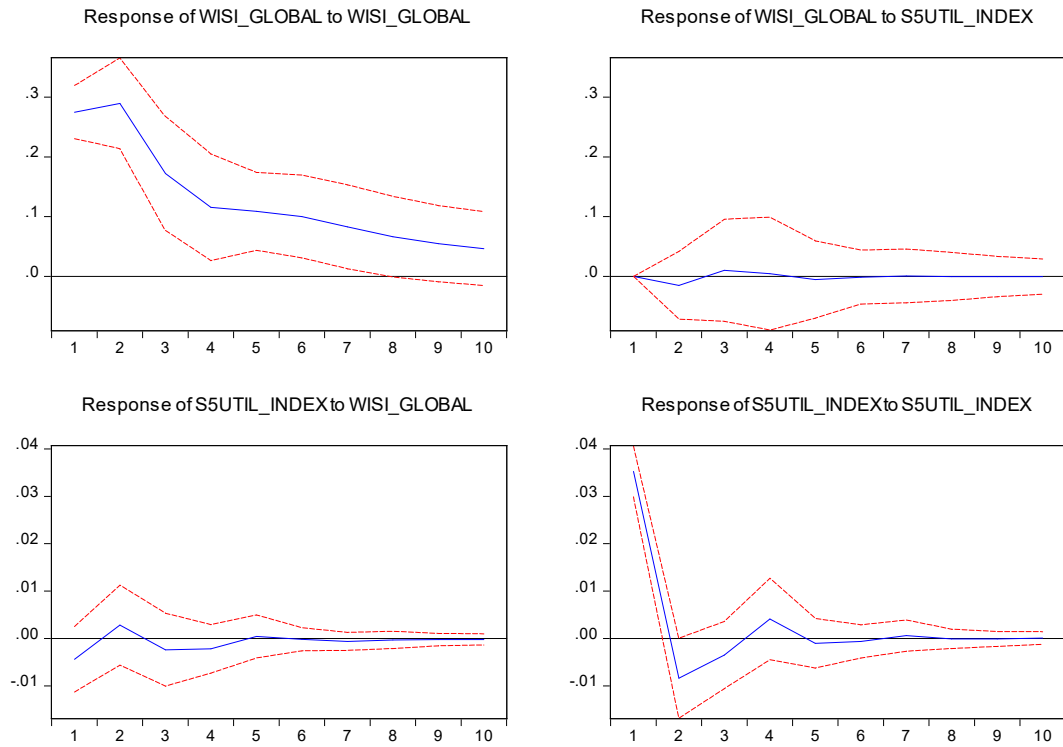 Response of WISI_GLOBAL to WISI_GLOBAL
.3
.2
.1
.0
1 2 3 4 5 6 7 8 9 10
Response of WISI_GLOBAL to S5UTIL_INDEX
.3
.2
.1
.0
1 2 3 4 5 6 7 8 9 10
Response of S5UTIL_INDEX to WISI_GLOBAL
.04
.03
.02
.01
.00
-.01
1 2 3 4 5 6 7 8 9 10
Response of S5UTIL_INDEX to S5UTIL_INDEX
.04
.03
.02
.01
.00
-.01
1 2 3 4 5 6 7 8 9 10